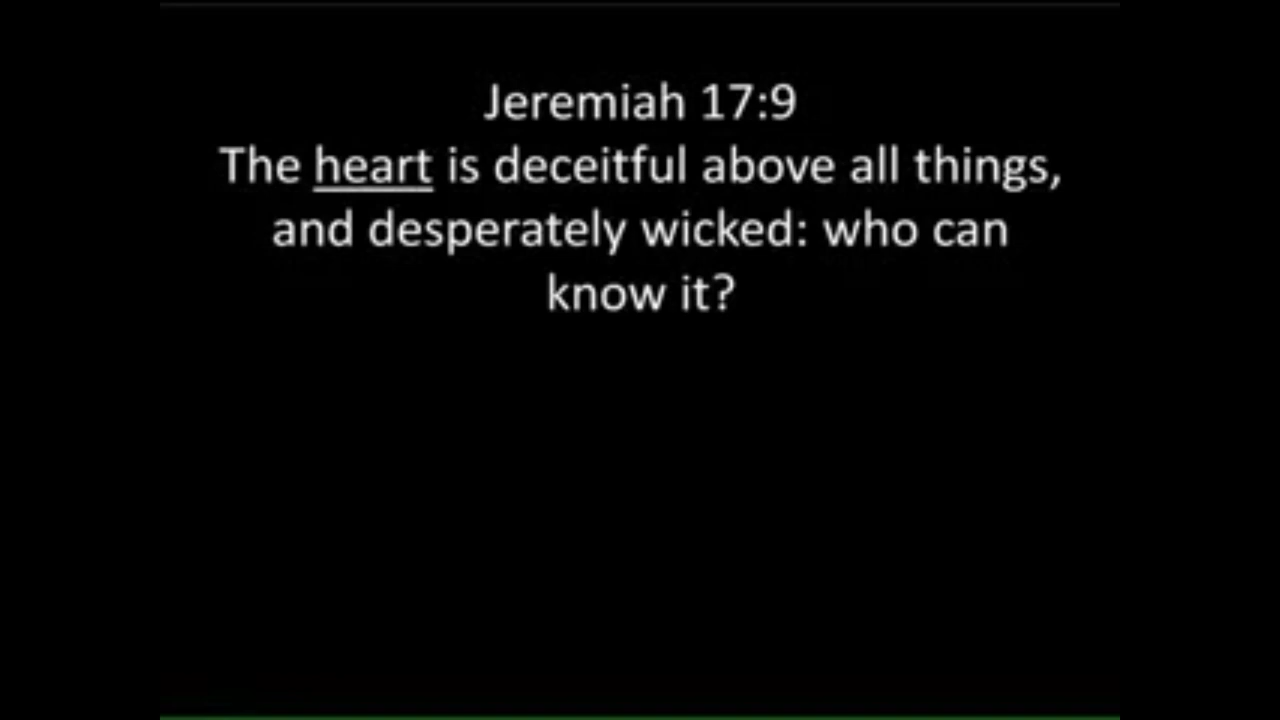 Jeremiah 17:9
The heart is deceitful above all things,
and desperately wicked: who can
know it?